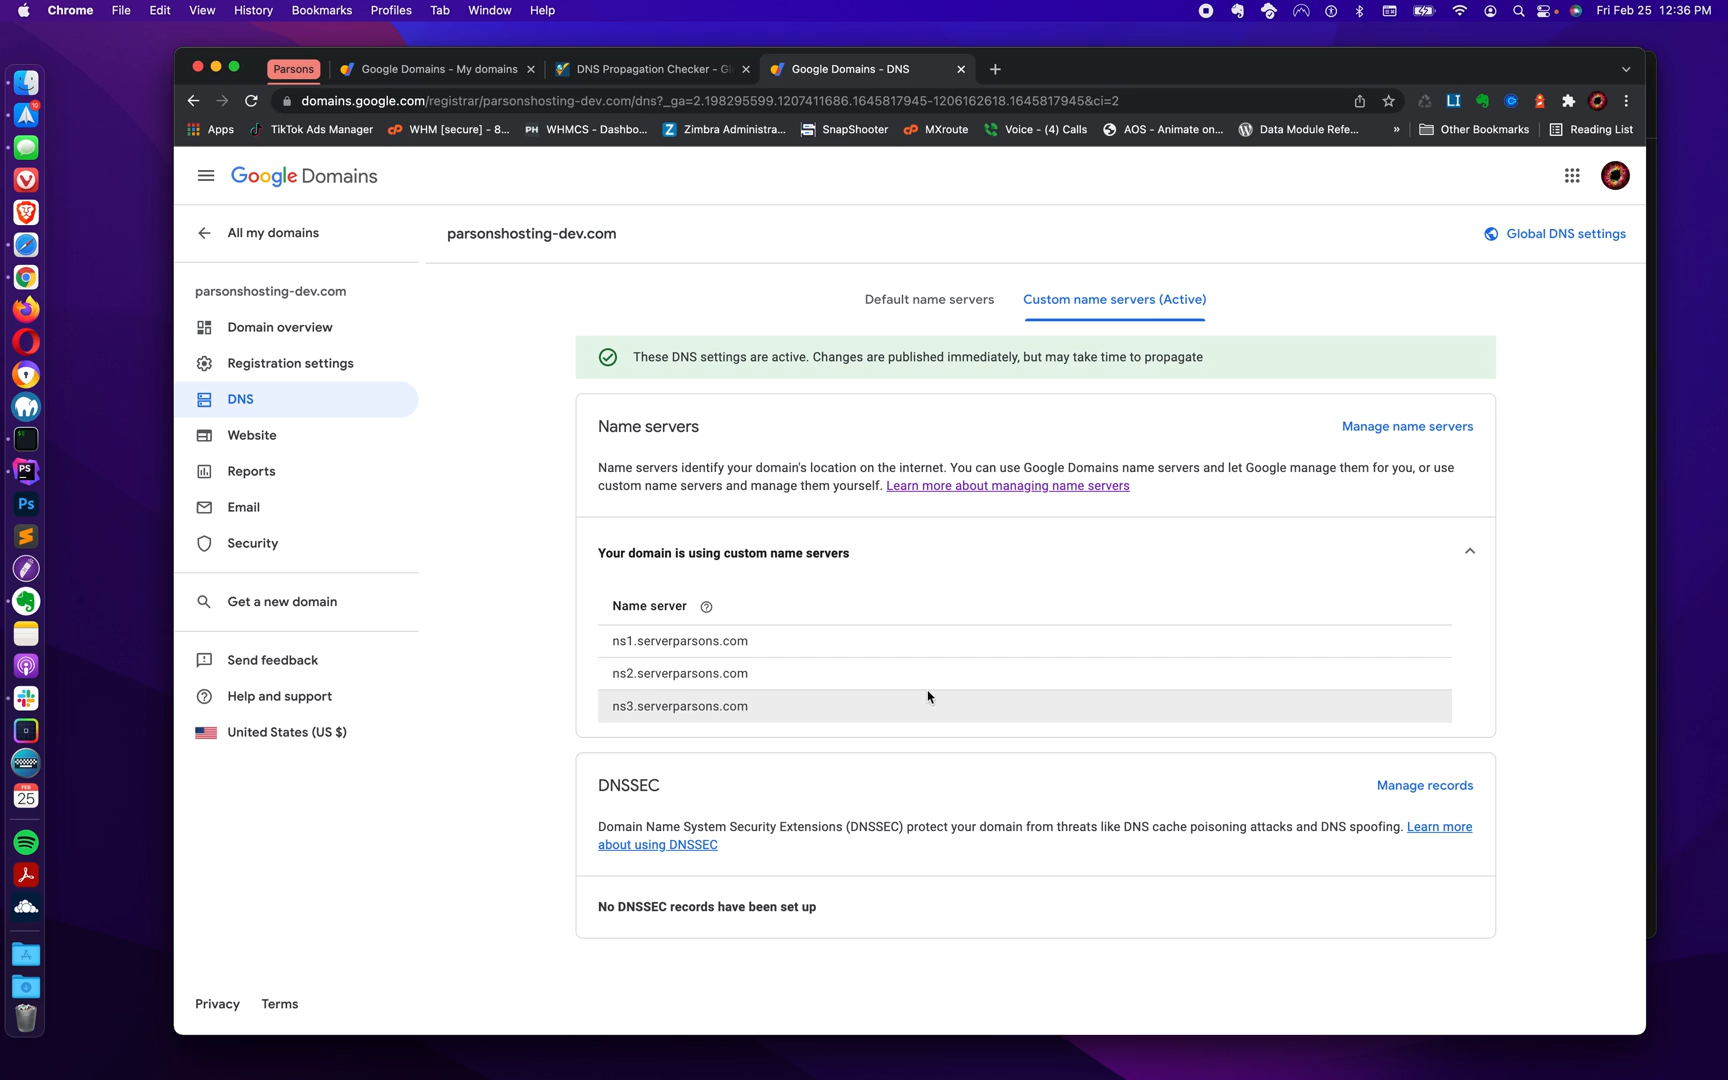 Chrome File Edit View History Bookmarks Profiles Tab Window Help Fri Feb 25 12:36 PM
Parsons Google Domains - My domains DNS Propagation Checker - Gl Google Domains - DNS
domains.google.com/registrar/parsonshosting-dev.com/dns?_ga=2.198295599.1207411686.1645817945-1206162618.1645817945&ci=2
Apps TikTok Ads Manager WHM [secure] - 8... PH WHMCS - Dashbo... Zimbra Administra... SnapShooter MXroute Voice - (4) Calls AOS - Animate on... Data Module Refe... » Other Bookmarks Reading List
Google Domains
All my domains
parsonshosting-dev.com
Global DNS settings
parsonshosting-dev.com
Domain overview
Registration settings
DNS
Website
Reports
Email
Security
Get a new domain
Send feedback
Help and support
United States (US $)
Privacy Terms
Default name servers Custom name servers (Active)
These DNS settings are active. Changes are published immediately, but may take time to propagate
Name servers
Manage name servers
Name servers identify your domain's location on the internet. You can use Google Domains name servers and let Google manage them for you, or use
custom name servers and manage them yourself. Learn more about managing name servers
Your domain is using custom name servers
Name server
ns1.serverparsons.com
ns2.serverparsons.com
ns3.serverparsons.com
DNSSEC
Manage records
Domain Name System Security Extensions (DNSSEC) protect your domain from threats like DNS cache poisoning attacks and DNS spoofing. Learn more
about using DNSSEC
No DNSSEC records have been set up
PS
Ps
FEB
25